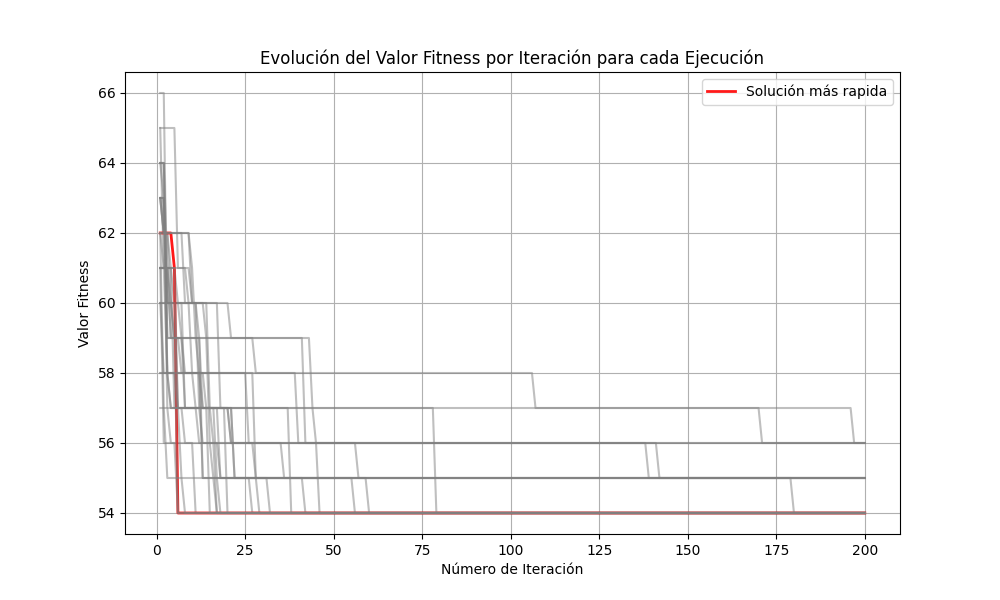 Evolución del Valor Fitness por Iteración para cada Ejecución
Solución más rapida
Valor Fitness
66
64
62
60
58
56
54
0 25 50 75 100 125 150 175 200
Número de Iteración